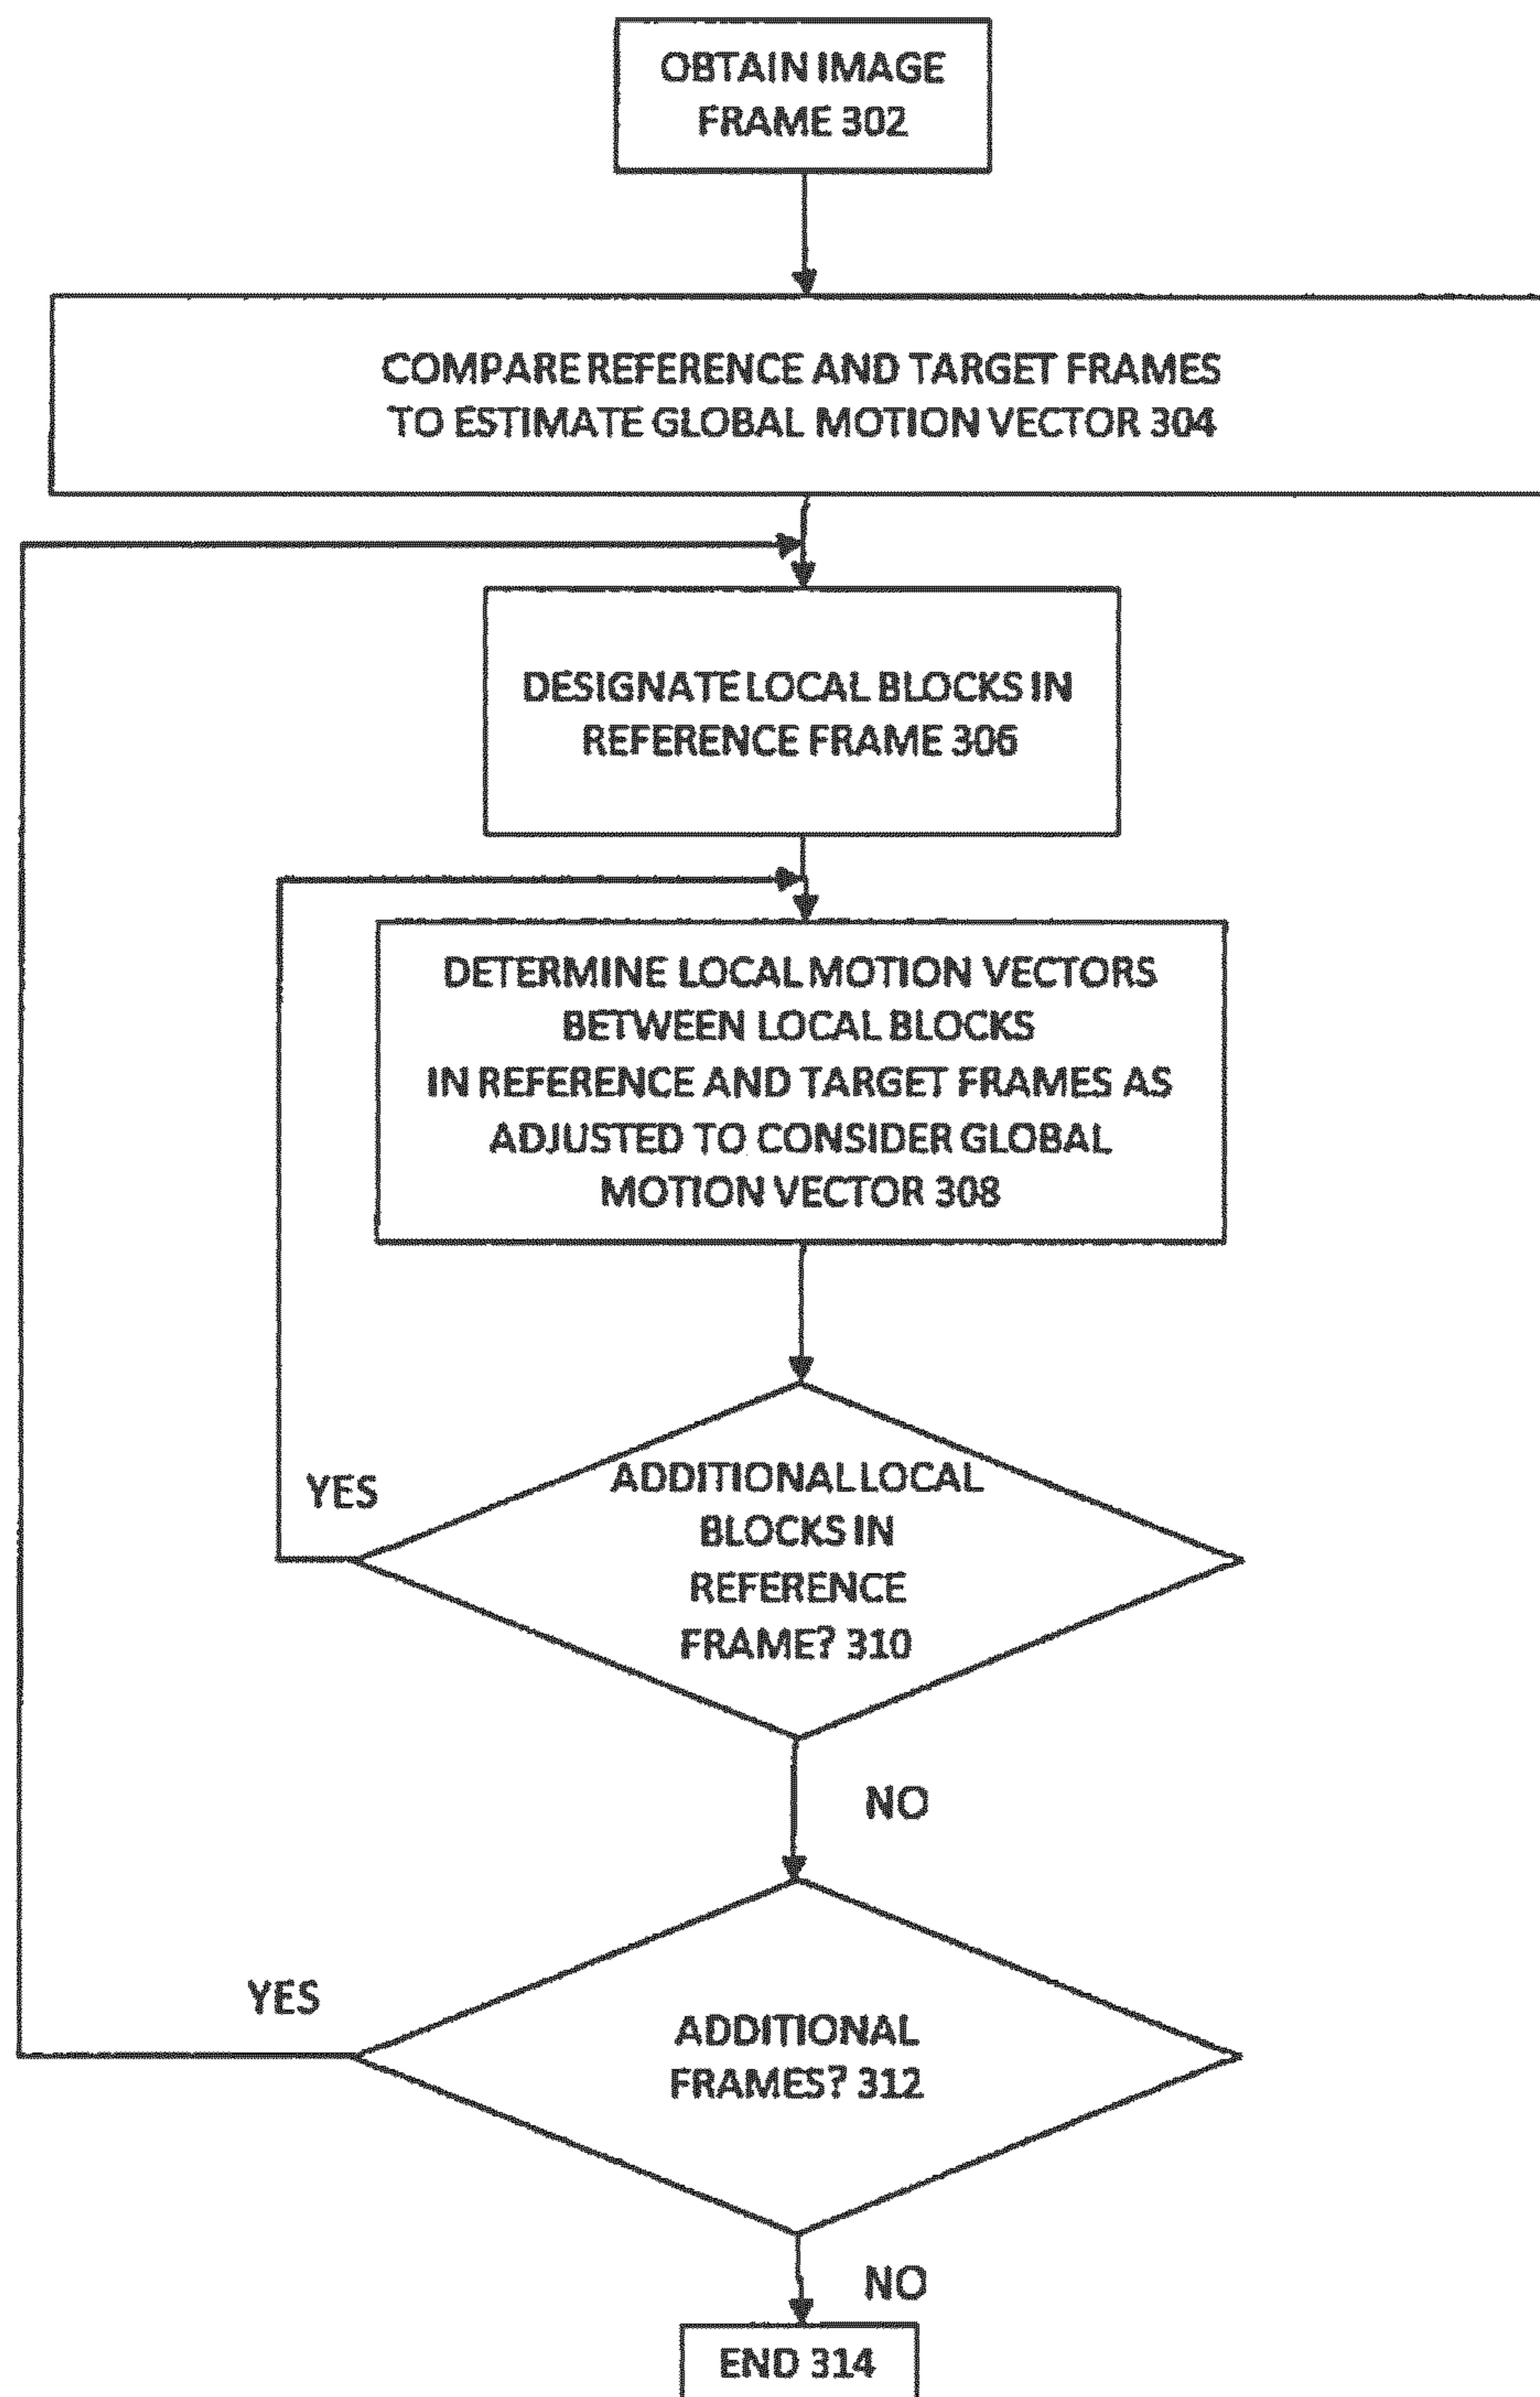 OBTAIN IMAGE
FRAME 302
COMPARE REFERENCE AND TARGET FRAMES
TO ESTIMATE GLOBAL MOTION VECTOR 304
DESIGNATE LOCAL BLOCKS IN
REFERENCE FRAME 306
DETERMINE LOCAL MOTION VECTORS
BETWEEN LOCAL BLOCKS
IN REFERENCE AND TARGET FRAMES AS
ADJUSTED TO CONSIDER GLOBAL
MOTION VECTOR 308
YES
ADDITIONAL LOCAL
BLOCKS IN
REFERENCE
FRAME? 310
NO
YES
ADDITIONAL
FRAMES? 312
NO
END 314